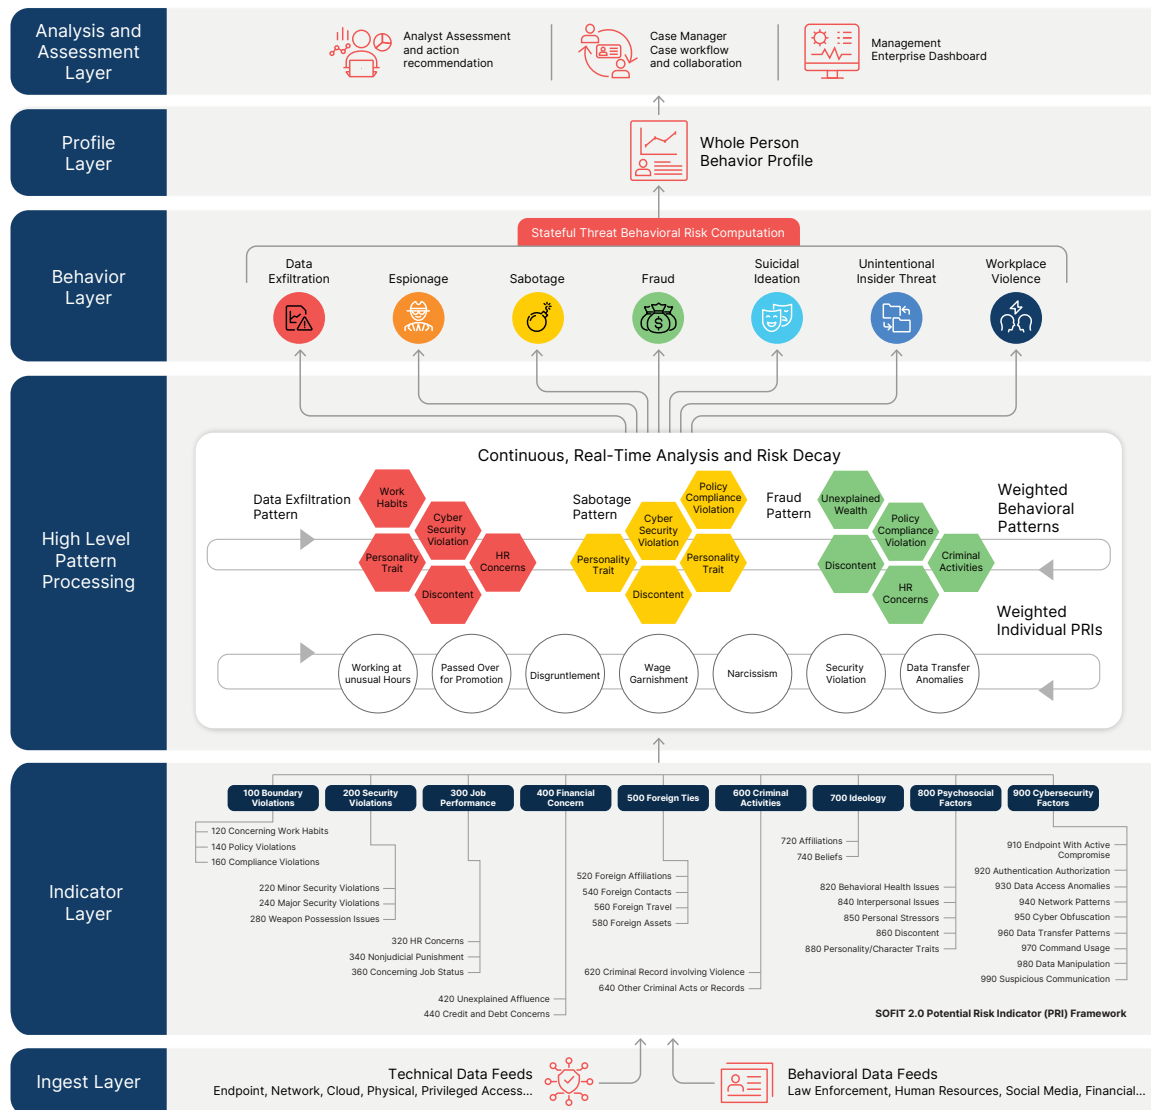 Analysis and
Assessment
Layer
Analyst Assessment
and action
recommendation
Case Manager
Case workflow
and collaboration
Management
Enterprise Dashboard
Profile
Layer
Whole Person
Behavior Profile
Behavior
Layer
Stateful Threat Behavioral Risk Computation
Data
Exfiltration
Espionage
Sabotage
Fraud
Suicidal
Ideation
Unintentional
Insider Threat
Workplace
Violence
High Level
Pattern
Processing
Continuous, Real-Time Analysis and Risk Decay
Data Exfiltration
Pattern
Work
Habits
Cyber
Security
Violation
Personality
Trait
HR
Concerns
Discontent
Sabotage
Pattern
Policy
Compliance
Violation
Cyber
Security
Violation
Personality
Trait
Personality
Trait
Discontent
Fraud
Pattern
Unexplained
Wealth
Policy
Compliance
Violation
Discontent
Criminal
Activities
HR
Concerns
Weighted
Behavioral
Patterns
Weighted
Individual PRIs
Working at
unusual Hours
Passed Over
for Promotion
Disgruntlement
Wage
Garnishment
Narcissism
Security
Violation
Data Transfer
Anomalies
Indicator
Layer
100 Boundary
Violations
120 Concerning Work Habits
140 Policy Violations
160 Compliance Violations
200 Security
Violations
220 Minor Security Violations
240 Major Security Violations
280 Weapon Possession Issues
300 Job
Performance
320 HR Concerns
340 Nonjudicial Punishment
360 Concerning Job Status
400 Financial
Concern
420 Unexplained Affluence
440 Credit and Debt Concerns
500 Foreign Ties
520 Foreign Affiliations
540 Foreign Contacts
560 Foreign Travel
580 Foreign Assets
600 Criminal
Activities
620 Criminal Record involving Violence
640 Other Criminal Acts or Records
700 Ideology
720 Affiliations
740 Beliefs
800 Psychosocial
Factors
820 Behavioral Health Issues
840 Interpersonal Issues
850 Personal Stressors
860 Discontent
880 Personality/Character Traits
900 Cybersecurity
Factors
910 Endpoint With Active
Compromise
920 Authentication Authorization
930 Data Access Anomalies
940 Network Patterns
950 Cyber Obfuscation
960 Data Transfer Patterns
970 Command Usage
980 Data Manipulation
990 Suspicious Communication
SOFIT 2.0 Potential Risk Indicator (PRI) Framework
Ingest Layer
Technical Data Feeds
Endpoint, Network, Cloud, Physical, Privileged Access...
Behavioral Data Feeds
Law Enforcement, Human Resources, Social Media, Financial...